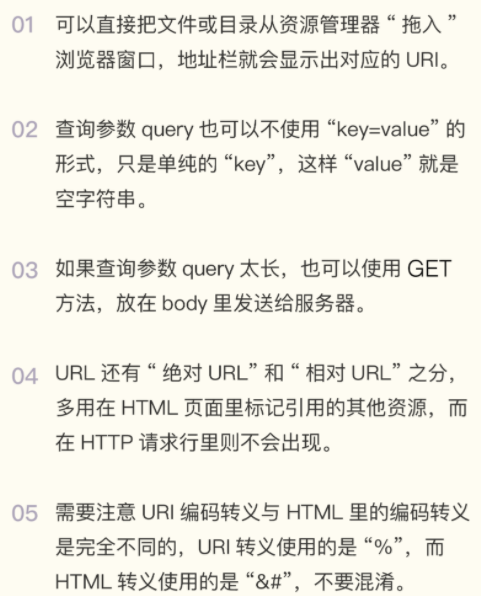 01 可以直接把文件或目录从资源管理器“拖入”
浏览器窗口，地址栏就会显示出对应的 URI。
02 查询参数 query 也可以不使用“key=value”的
形式，只是单纯的“key”，这样“value”就是
空字符串。
03 如果查询参数 query 太长，也可以使用 GET
方法，放在 body 里发送给服务器。
04 URL 还有“绝对 URL”和“相对 URL”之分，
多用在 HTML 页面里标记引用的其他资源，而
在 HTTP 请求行里则不会出现。
05 需要注意 URI 编码转义与 HTML 里的编码转义
是完全不同的，URI 转义使用的是“%”，而
HTML 转义使用的是“&#”，不要混淆。